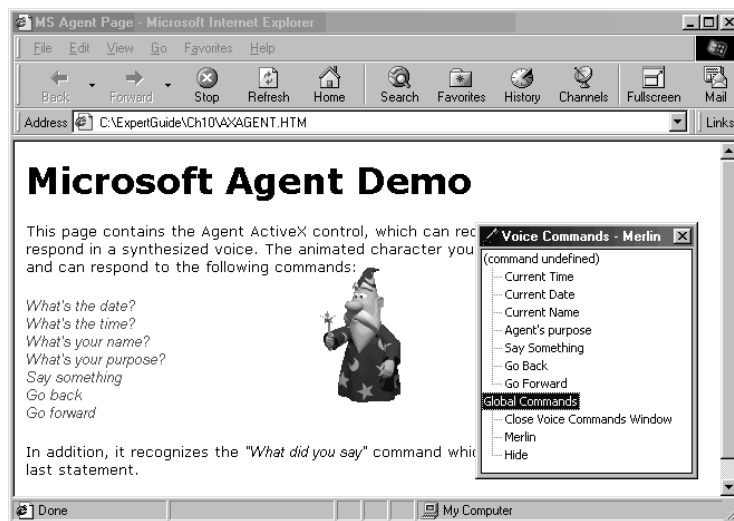 MS Agent Page - Microsoft Internet Explorer
File Edit View Go Favorites Help
Back Forward Stop Refresh Home Search Favorites History Channels Fullscreen Mail
Address C:\ExpertGuide\Ch10\AXAGENT.HTM Links
Microsoft Agent Demo
This page contains the Agent ActiveX control, which can rec
respond in a synthesized voice. The animated character you
and can respond to the following commands:
What's the date?
What's the time?
What's your name?
What's your purpose?
Say something
Go back
Go forward
In addition, it recognizes the "What did you say" command whic
last statement.
Voice Commands - Merlin
(command undefined)
Current Time
Current Date
Current Name
Agent's purpose
Say Something
Go Back
Go Forward
Global Commands
Close Voice Commands Window
Merlin
Hide
Done My Computer